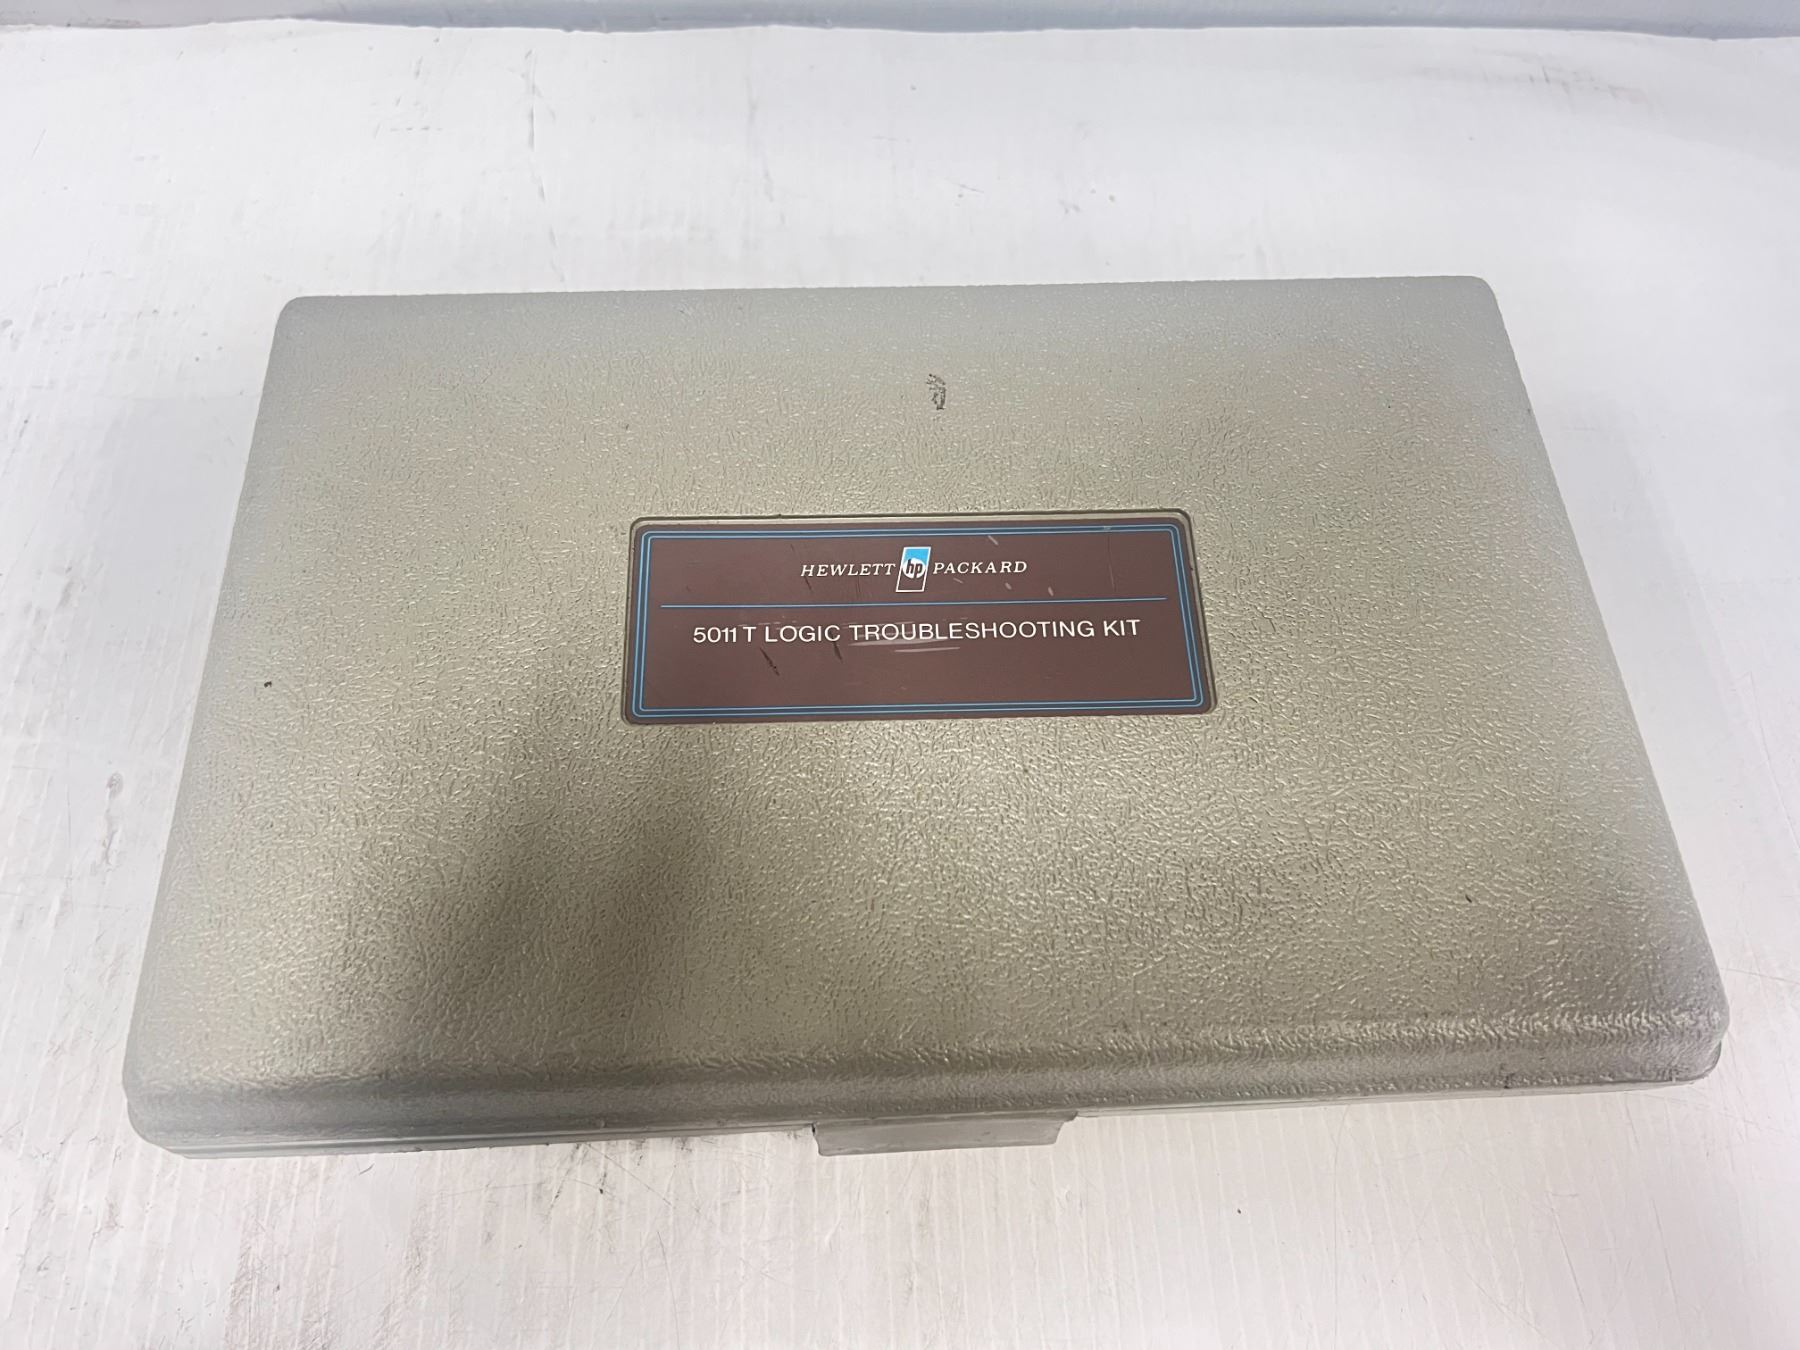 HEWLETT hp PACKARD
5011T LOGIC TROUBLESHOOTING KIT